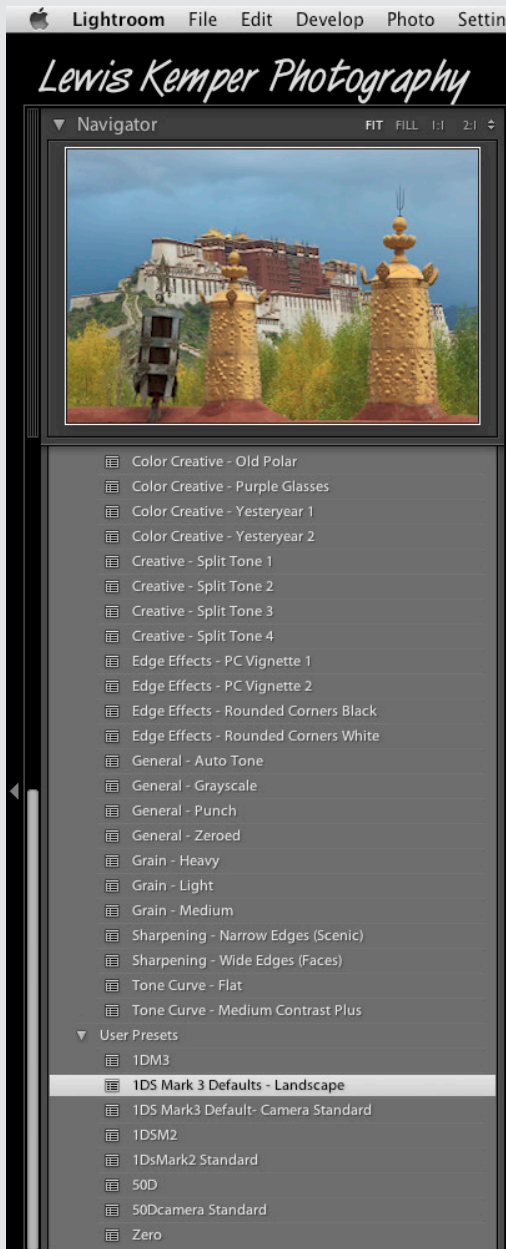 Lightroom File Edit Develop Photo Settin
Lewis Kemper Photography
Navigator FIT FILL 1:1 2:1
Color Creative - Old Polar
Color Creative - Purple Glasses
Color Creative - Yesteryear 1
Color Creative - Yesteryear 2
Creative - Split Tone 1
Creative - Split Tone 2
Creative - Split Tone 3
Creative - Split Tone 4
Edge Effects - PC Vignette 1
Edge Effects - PC Vignette 2
Edge Effects - Rounded Corners Black
Edge Effects - Rounded Corners White
General - Auto Tone
General - Grayscale
General - Punch
General - Zeroed
Grain - Heavy
Grain - Light
Grain - Medium
Sharpening - Narrow Edges (Scenic)
Sharpening - Wide Edges (Faces)
Tone Curve - Flat
Tone Curve - Medium Contrast Plus
User Presets
1DM3
1DS Mark 3 Defaults - Landscape
1DS Mark3 Default- Camera Standard
1DSM2
1DsMark2 Standard
50D
50Dcamera Standard
Zero